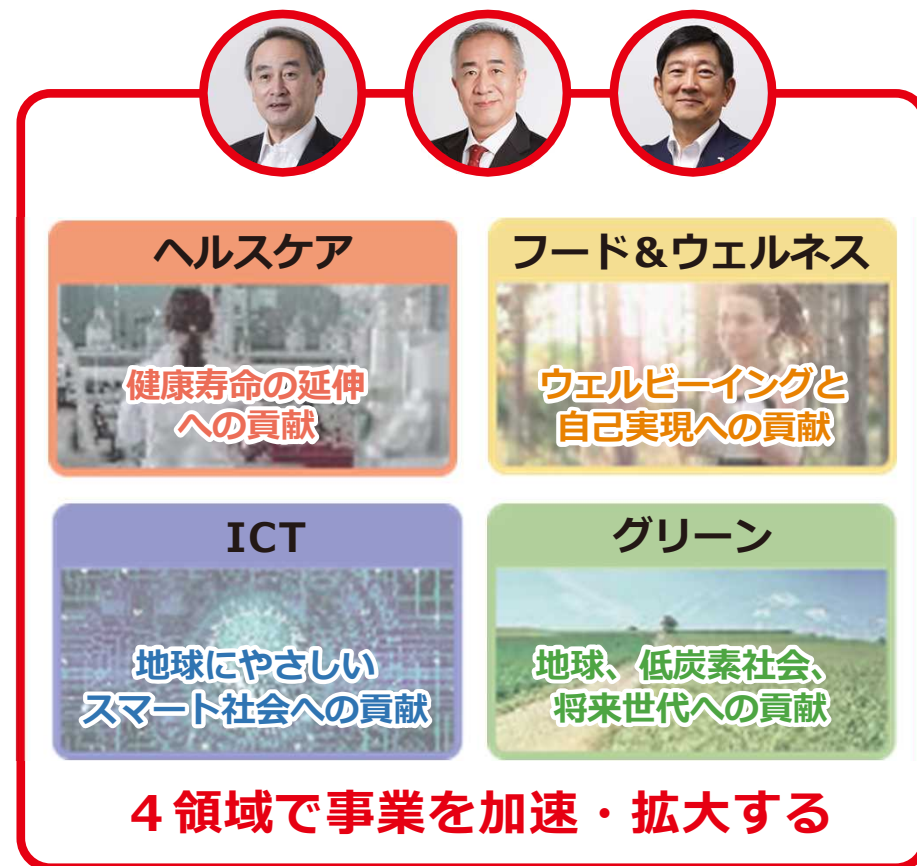 ヘルスケア
健康寿命の延伸
への貢献
フード&ウェルネス
ウェルビーイングと
自己実現への貢献
ICT
地球にやさしい
スマート社会への貢献
グリーン
地球、低炭素社会、
将来世代への貢献
4領域で事業を加速・拡大する